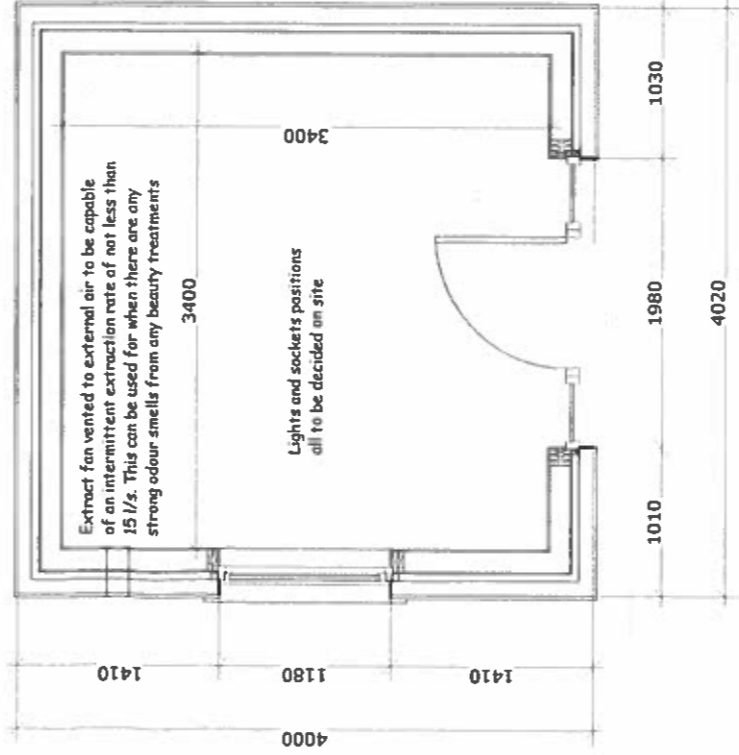 Extract fan vented to external air to be capable
of an intermittent extraction rate of not less than
15 l/s. This can be used for when there are any
strong odour smells from any beauty treatments
3400
3400
Lights and sockets positions
all to be decided on site
1410
1180
1410
4000
1010
1980
1030
4020